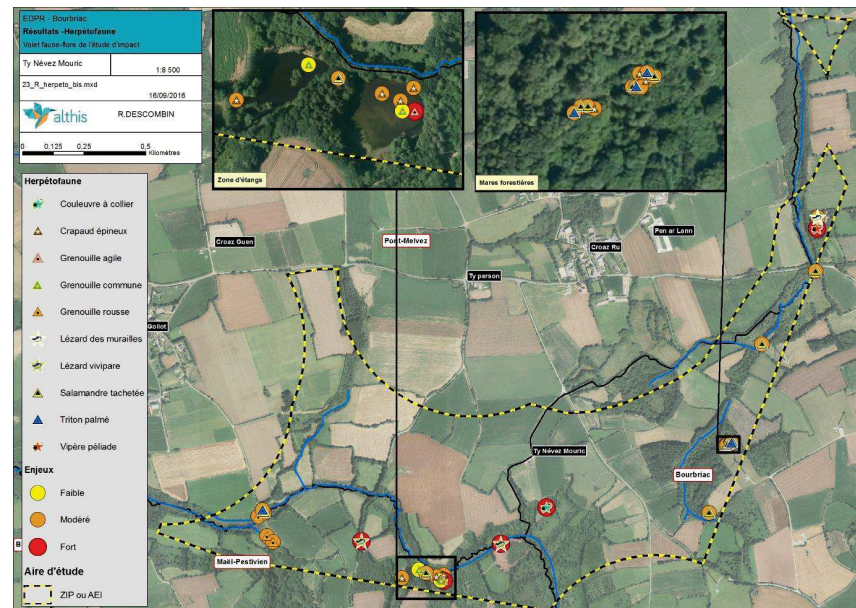 EDPR - Bourbriac
Résultats -Herpétofaune
Volet faune-flore de l'étude d'impact
Ty Névez Mouric
1:8 500
23_R_herpeto_bis.mxd
16/09/2016
althis
R.DESCOMBIN
0 0,125 0,25 0,5
Kilomètres
Herpétofaune
Couleuvre à collier
Crapaud épineux
Grenouille agile
Grenouille commune
Grenouille rousse
Lézard des murailles
Lézard vivipare
Salamandre tachetée
Triton palmé
Vipère péliade
Enjeux
Faible
Modéré
Fort
Aire d'étude
ZIP ou AEI
Zone d'étangs
Mares forestières
Croaz Guen
Pont-Melvez
Pen ar Lann
Croaz Ru
Ty person
Gollot
Ty Névez Mouric
Bourbriac
Maël-Pestivien